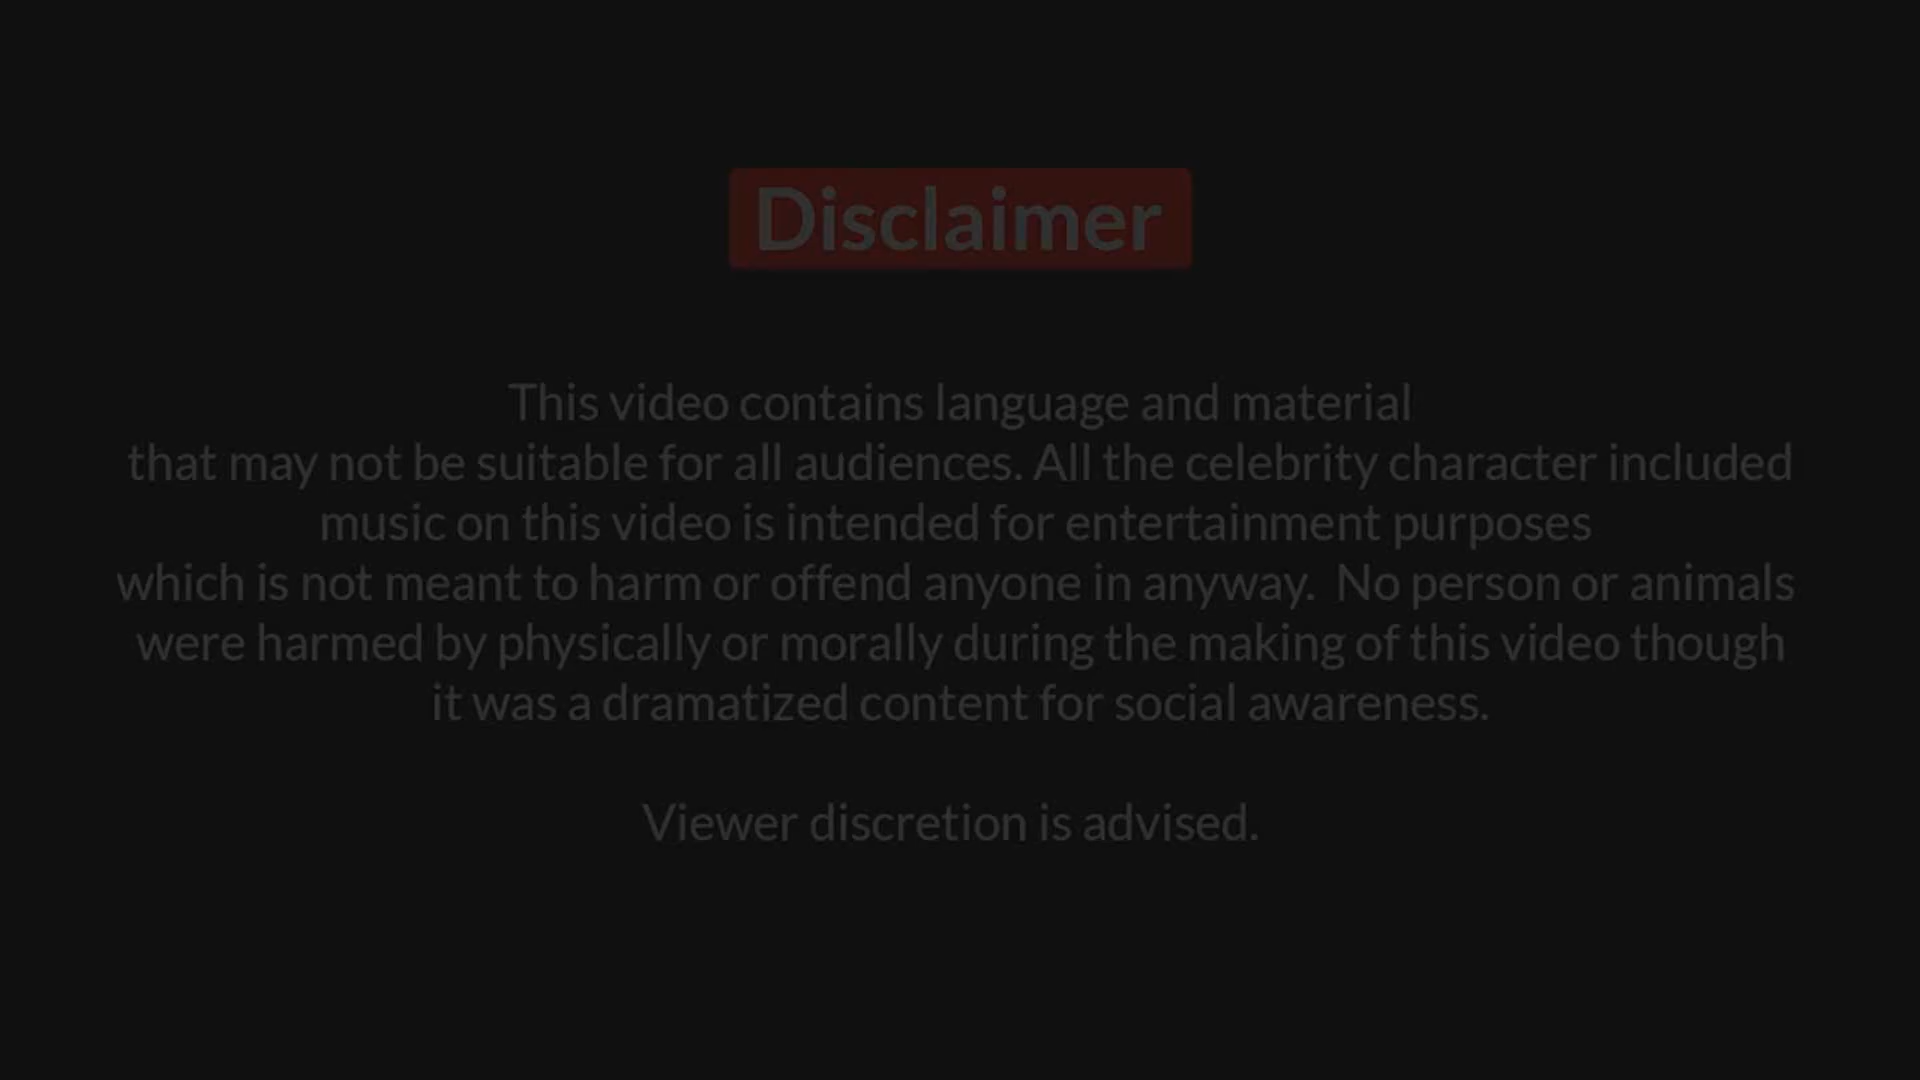 Disclaimer
This video contains language and material
that may not be suitable for all audiences. All the celebrity character included
music on this video is intended for entertainment purposes
which is not meant to harm or offend anyone in anyway.  No person or animals
were harmed by physically or morally during the making of this video though
it was a dramatized content for social awareness.
Viewer discretion is advised.